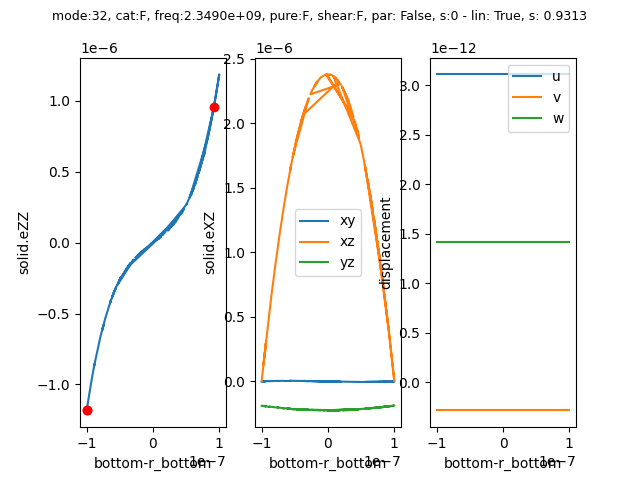 mode:32, cat:F, freq:2.3490e+09, pure:F, shear:F, par: False, s:0 - lin: True, s: 0.9313
1e−6
1.0
0.5
0.0
−0.5
−1.0
solid.eZZ
−1
0
1
1e−7
bottom-r_bottom
1e−6
2.5
2.0
1.5
1.0
0.5
0.0
solid.eXZ
xy
xz
yz
−1
0
1
1e−7
bottom-r_bottom
1e−12
3.0
2.5
2.0
1.5
1.0
0.5
0.0
displacement
u
v
w
−1
0
1
1e−7
bottom-r_bottom